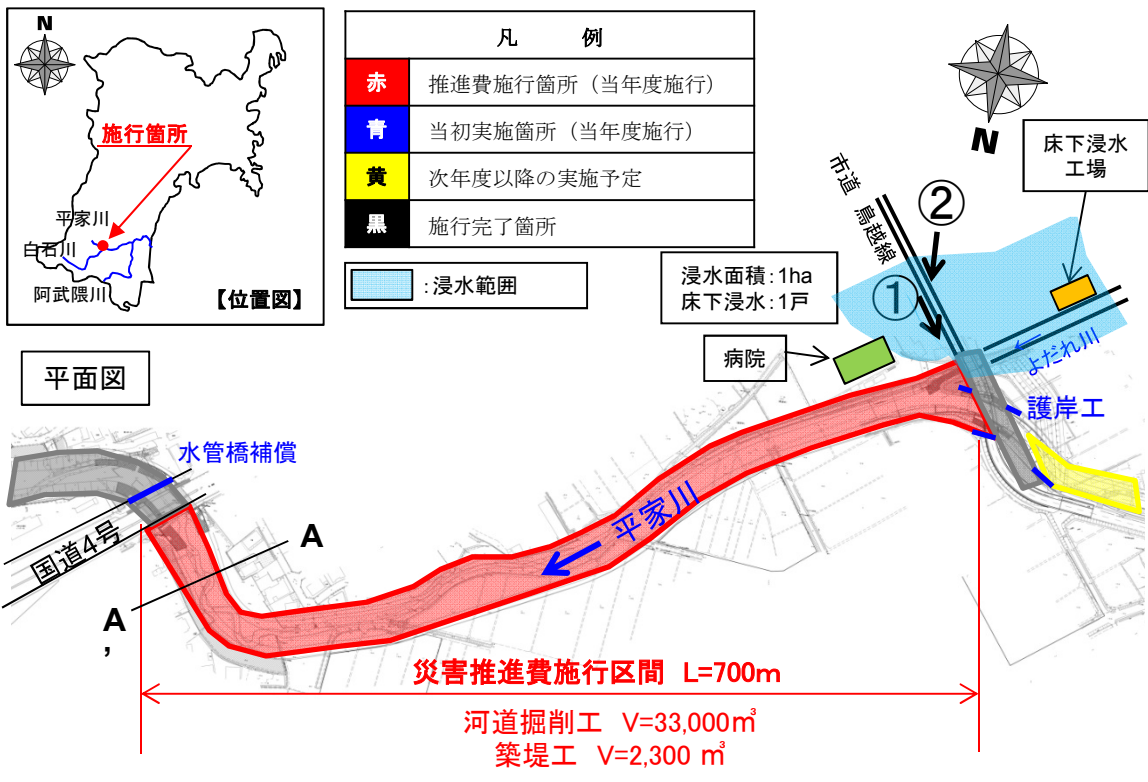 N
施行箇所
平家川
白石川
阿武隈川
【位置図】
凡 例
赤 推進費施行箇所（当年度施行）
青 当初実施箇所（当年度施行）
黄 次年度以降の実施予定
黒 施行完了箇所
：浸水範囲
N
床下浸水
工場
市道 鳥越線
②
①
浸水面積：1ha
床下浸水：1戸
病院
よだれ川
護岸工
平面図
水管橋補償
国道4号
A
A’
平家川
災害推進費施行区間 L=700m
河道掘削工 V=33,000㎥
築堤工 V=2,300 ㎥